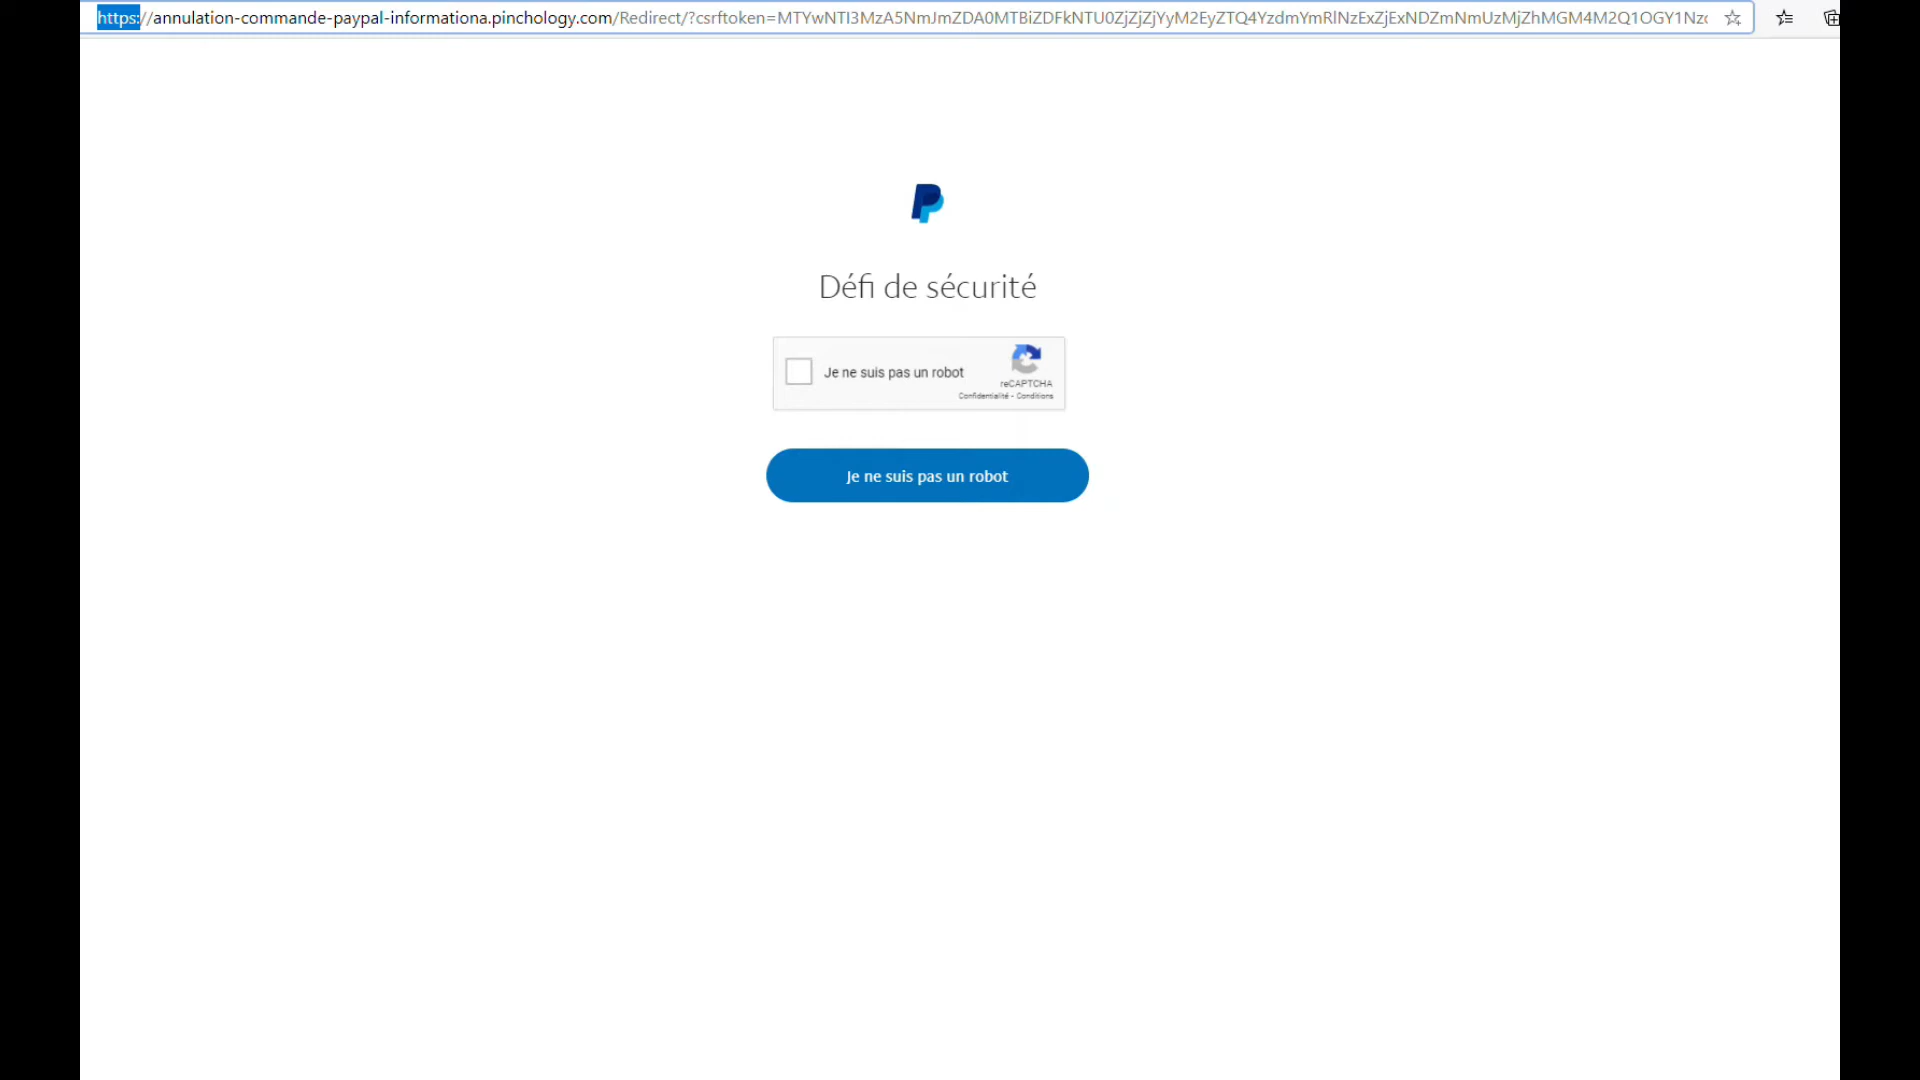 https://annulation-commande-paypal-informationa.pinchology.com/Redirect/?csrftoken=MTYwNTI3MzA5NmJmZDA0MTBiZDFkNTU0ZjZjZjYyM2EyZTQ4YzdmYmRlNzExZjExNDZmNmUzMjZhMGM4M2Q1OGY1Nz
Défi de sécurité
Je ne suis pas un robot
reCAPTCHA
Confidentialité - Conditions
Je ne suis pas un robot